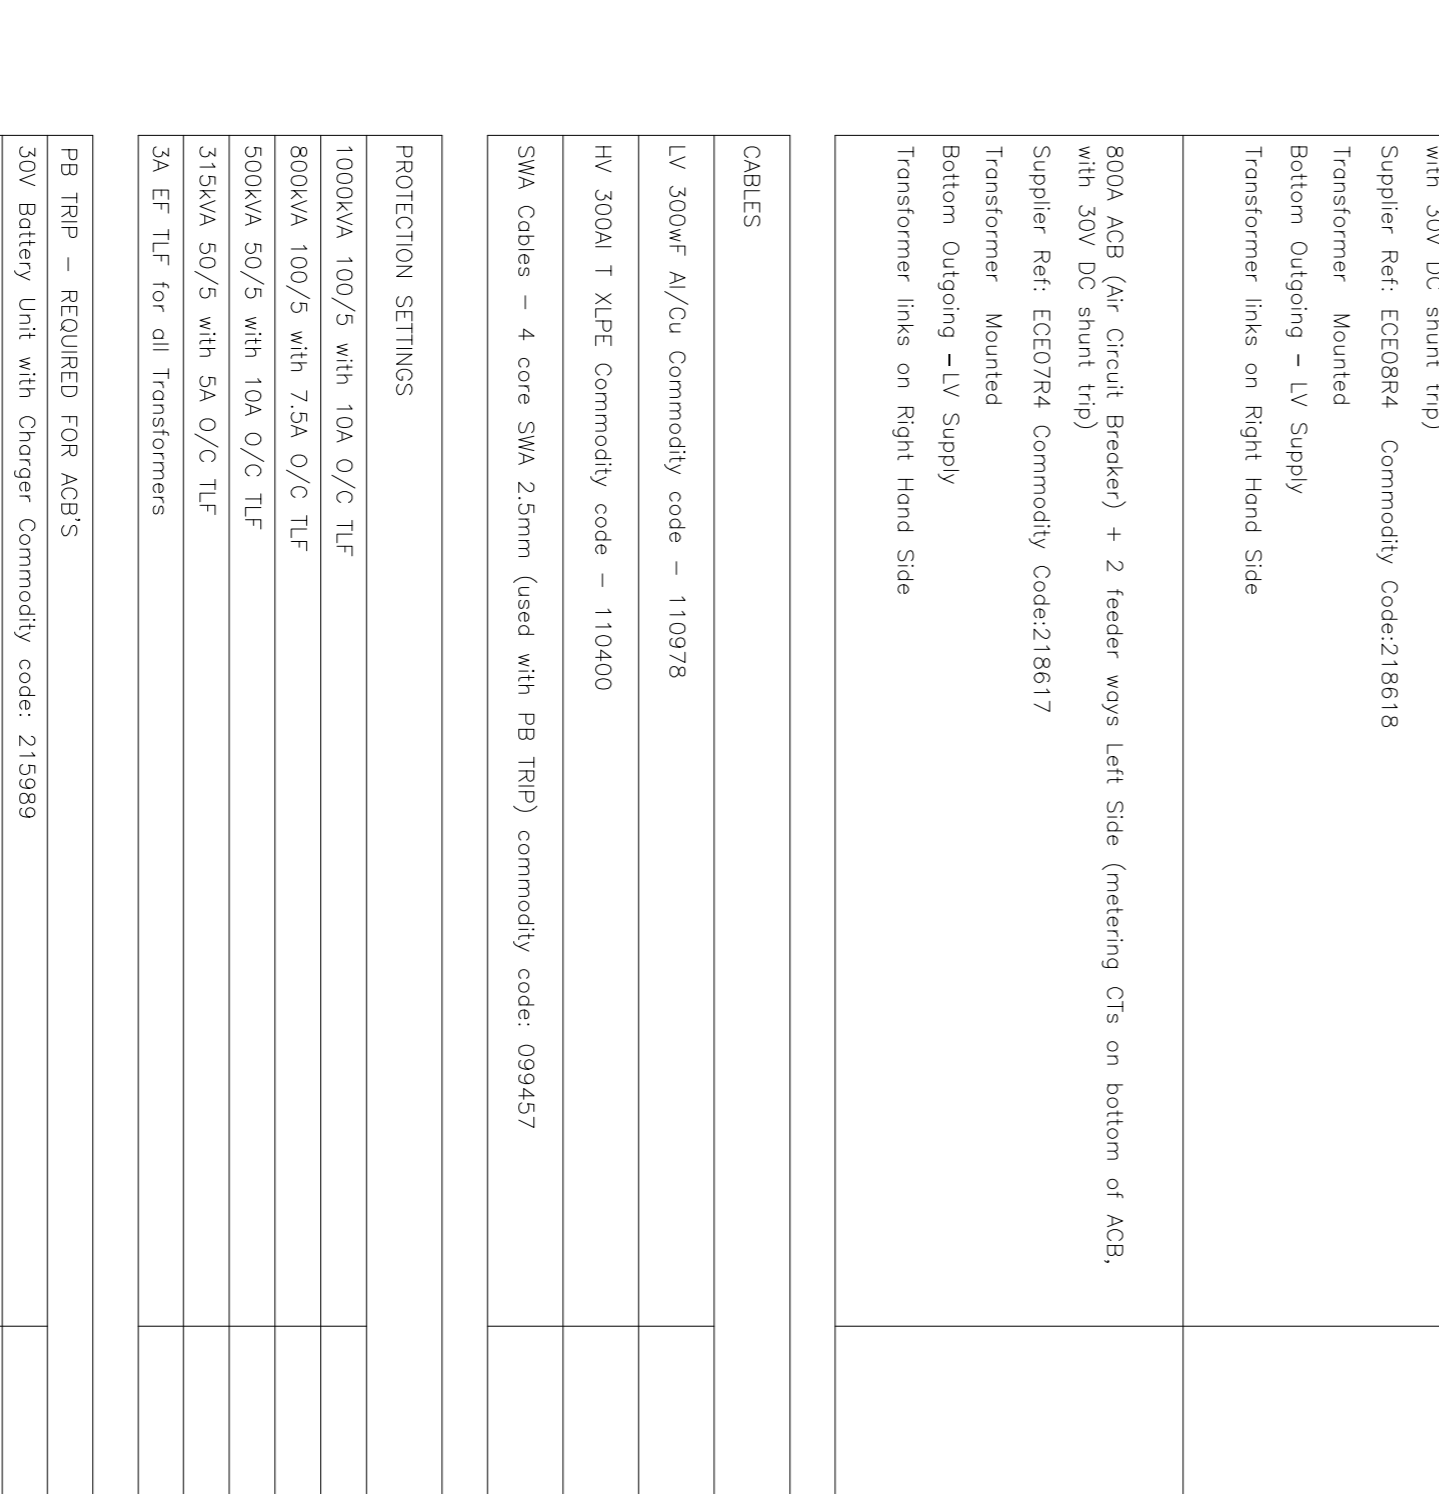 with 30V DC shunt trip)
Supplier Ref: ECE08R4 Commodity Code:218618
Transformer Mounted
Bottom Outgoing - LV Supply
Transformer links on Right Hand Side
800A ACB (Air Circuit Breaker) + 2 feeder ways Left Side (metering CTs on bottom of ACB,
with 30V DC shunt trip)
Supplier Ref: ECE07R4 Commodity Code:218617
Transformer Mounted
Bottom Outgoing -LV Supply
Transformer links on Right Hand Side
CABLES
LV 300wF Al/Cu Commodity code - 110978
HV 300Al T XLPE Commodity code - 110400
SWA Cables - 4 core SWA 2.5mm (used with PB TRIP) commodity code: 099457
PROTECTION SETTINGS
1000kVA 100/5 with 10A O/C TLF
800kVA 100/5 with 7.5A O/C TLF
500kVA 50/5 with 10A O/C TLF
315kVA 50/5 with 5A O/C TLF
3A EF TLF for all Transformers
PB TRIP - REQUIRED FOR ACB'S
30V Battery Unit with Charger Commodity code: 215989